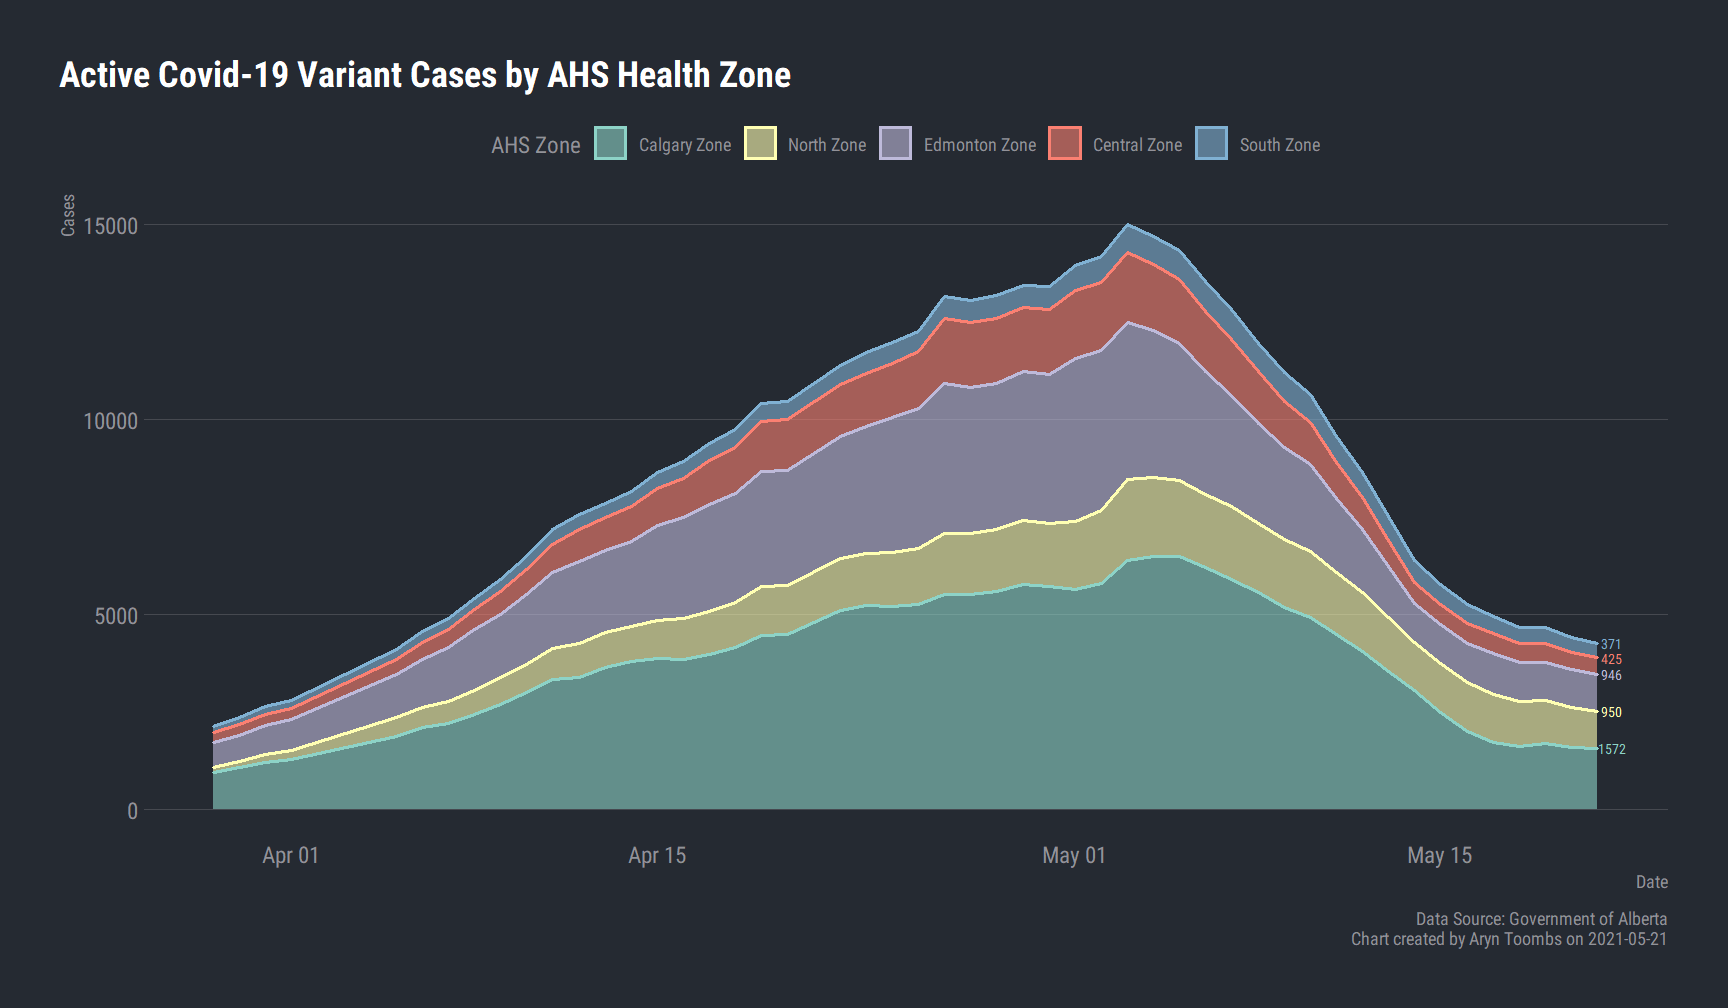 Active Covid-19 Variant Cases by AHS Health Zone
AHS Zone Calgary Zone North Zone Edmonton Zone Central Zone South Zone
Cases
15000
10000
5000
0
371
425
946
950
1572
Apr 01 Apr 15 May 01 May 15
Date
Data Source: Government of Alberta
Chart created by Aryn Toombs on 2021-05-21